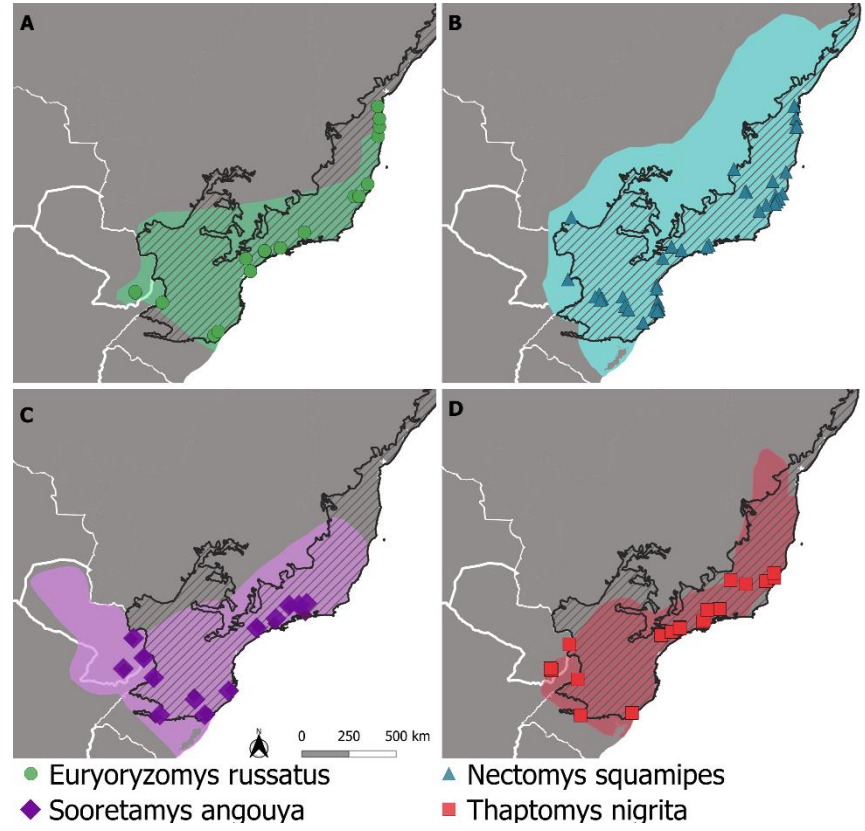 A
B
C
D
N
0 250 500 km
Euryoryzomys russatus
Nectomys squamipes
Sooretamys angouya
Thaptomys nigrita